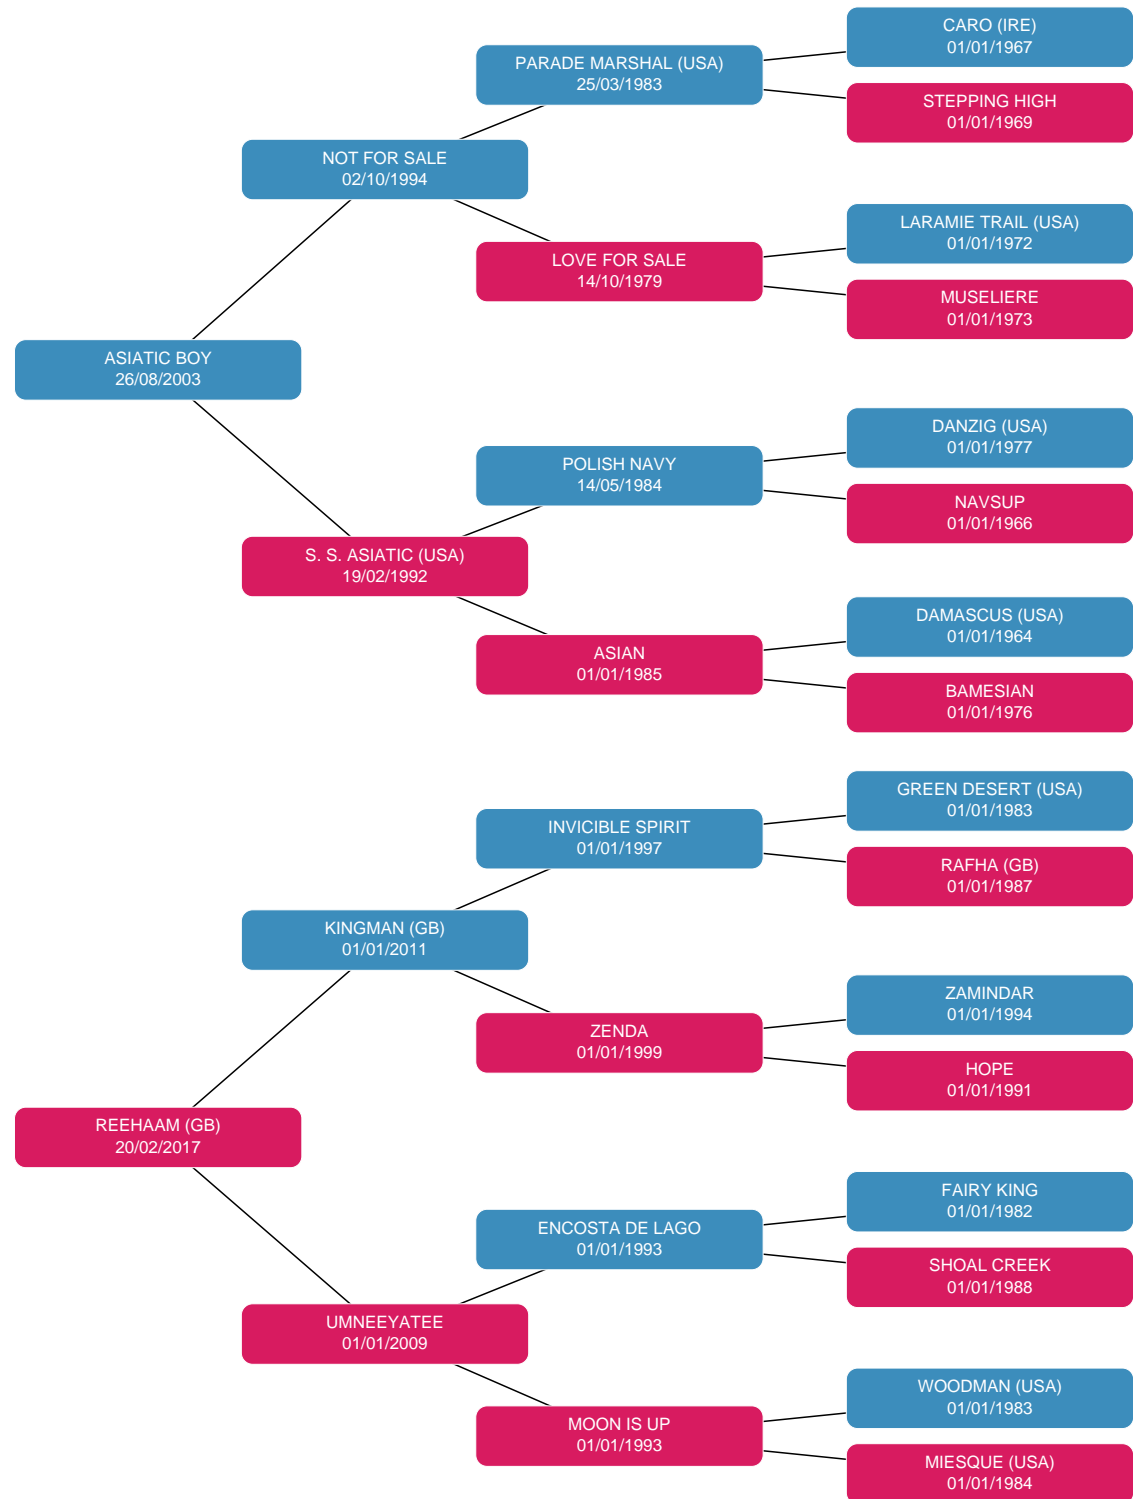 CARO (IRE)
01/01/1967
PARADE MARSHAL (USA)
25/03/1983
STEPPING HIGH
01/01/1969
NOT FOR SALE
02/10/1994
LARAMIE TRAIL (USA)
01/01/1972
LOVE FOR SALE
14/10/1979
MUSELIERE
01/01/1973
ASIATIC BOY
26/08/2003
DANZIG (USA)
01/01/1977
POLISH NAVY
14/05/1984
NAVSUP
01/01/1966
S. S. ASIATIC (USA)
19/02/1992
DAMASCUS (USA)
01/01/1964
ASIAN
01/01/1985
BAMESIAN
01/01/1976
GREEN DESERT (USA)
01/01/1983
INVICIBLE SPIRIT
01/01/1997
RAFHA (GB)
01/01/1987
KINGMAN (GB)
01/01/2011
ZAMINDAR
01/01/1994
ZENDA
01/01/1999
HOPE
01/01/1991
REEHAAM (GB)
20/02/2017
FAIRY KING
01/01/1982
ENCOSTA DE LAGO
01/01/1993
SHOAL CREEK
01/01/1988
UMNEEYATEE
01/01/2009
WOODMAN (USA)
01/01/1983
MOON IS UP
01/01/1993
MIESQUE (USA)
01/01/1984